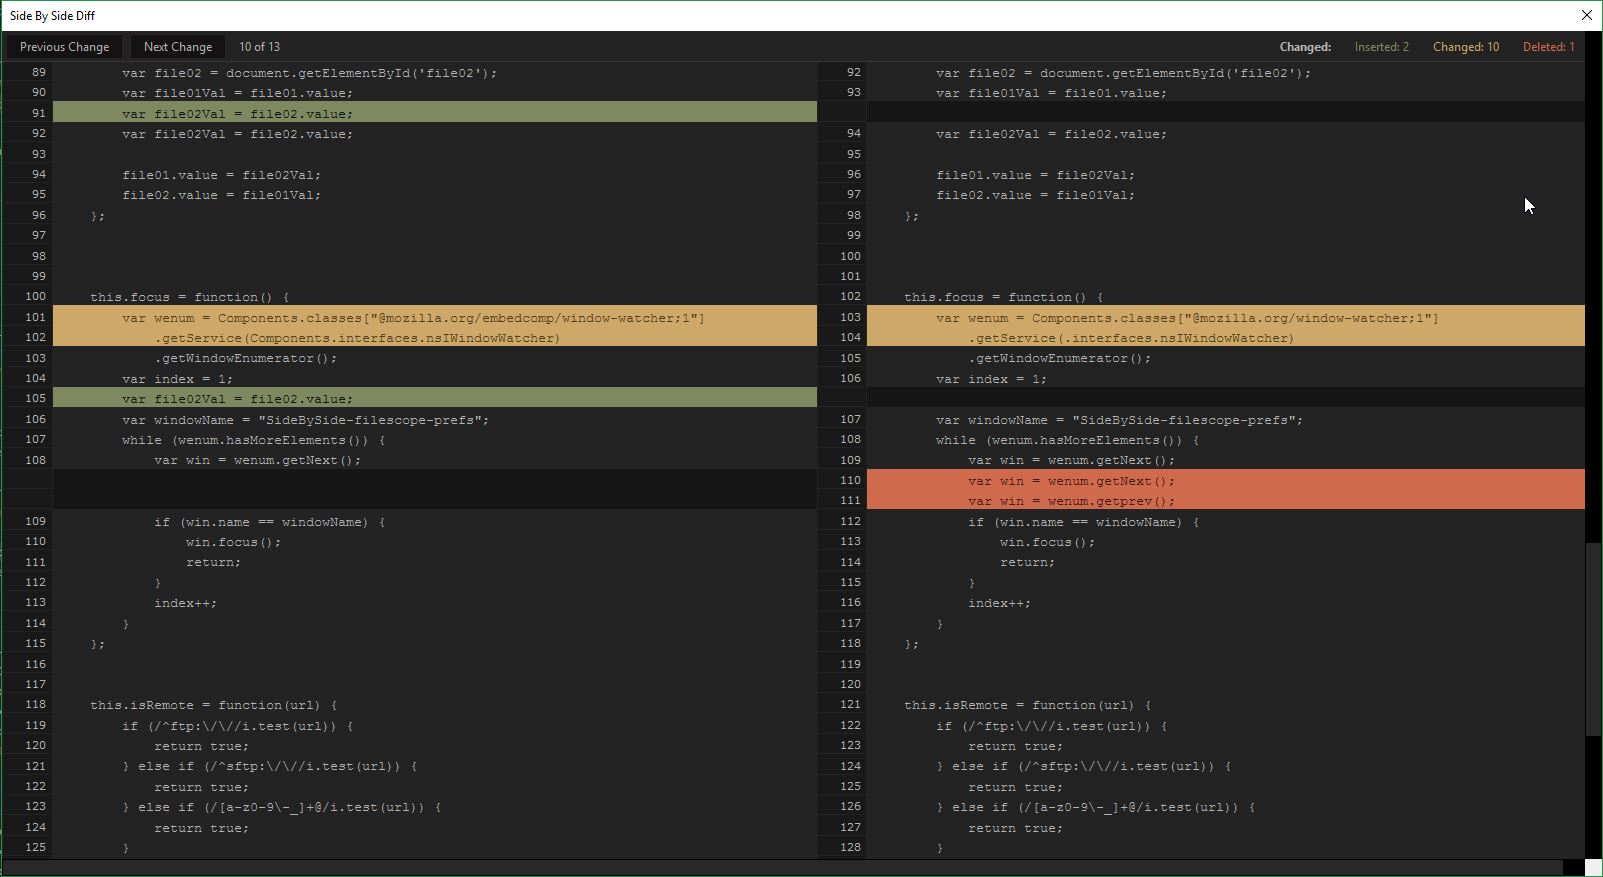 Side By Side Diff
Previous Change Next Change 10 of 13 Changed: Inserted: 2 Changed: 10 Deleted: 1
89 var file02 = document.getElementById('file02');
90 var file01Val = file01.value;
91 var file02Val = file02.value;
92 var file02Val = file02.value;
93
94 file01.value = file02Val;
95 file02.value = file01Val;
96 };
97
98
99
100 this.focus = function() {
101 var wenum = Components.classes["@mozilla.org/embedcomp/window-watcher;1"]
102 .getService(Components.interfaces.nsIWindowWatcher)
103 .getWindowEnumerator();
104 var index = 1;
105 var file02Val = file02.value;
106 var windowName = "SideBySide-filescope-prefs";
107 while (wenum.hasMoreElements()) {
108 var win = wenum.getNext();
109 if (win.name == windowName) {
110 win.focus();
111 return;
112 }
113 index++;
114 }
115 };
116
117
118 this.isRemote = function(url) {
119 if (/^ftp:\/\//i.test(url)) {
120 return true;
121 } else if (/^sftp:\/\//i.test(url)) {
122 return true;
123 } else if (/[a-z0-9\-_]+@/i.test(url)) {
124 return true;
125 }
92 var file02 = document.getElementById('file02');
93 var file01Val = file01.value;
94 var file02Val = file02.value;
95
96 file01.value = file02Val;
97 file02.value = file01Val;
98 };
99
100
101
102 this.focus = function() {
103 var wenum = Components.classes["@mozilla.org/window-watcher;1"]
104 .getService(.interfaces.nsIWindowWatcher)
105 .getWindowEnumerator();
106 var index = 1;
107 var windowName = "SideBySide-filescope-prefs";
108 while (wenum.hasMoreElements()) {
109 var win = wenum.getNext();
110 var win = wenum.getNext();
111 var win = wenum.getprev();
112 if (win.name == windowName) {
113 win.focus();
114 return;
115 }
116 index++;
117 }
118 };
119
120
121 this.isRemote = function(url) {
122 if (/^ftp:\/\//i.test(url)) {
123 return true;
124 } else if (/^sftp:\/\//i.test(url)) {
125 return true;
126 } else if (/[a-z0-9\-_]+@/i.test(url)) {
127 return true;
128 }